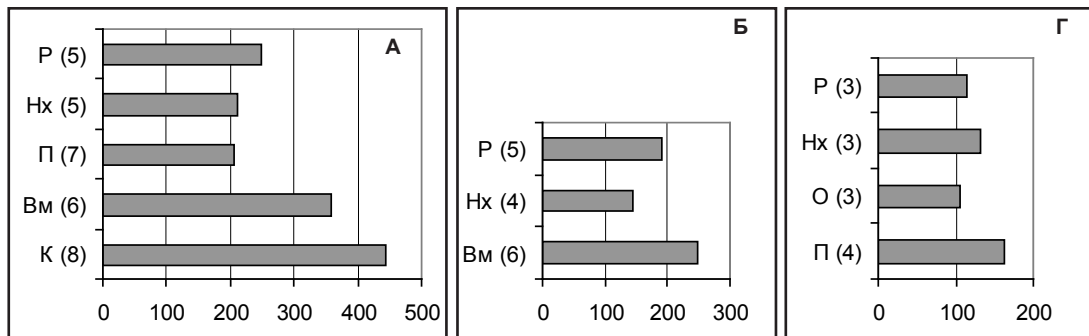 А
Р (5)
Нх (5)
П (7)
Вм (6)
К (8)
0 100 200 300 400 500
Б
Р (5)
Нх (4)
Вм (6)
0 100 200 300
Г
Р (3)
Нх (3)
О (3)
П (4)
0 100 200